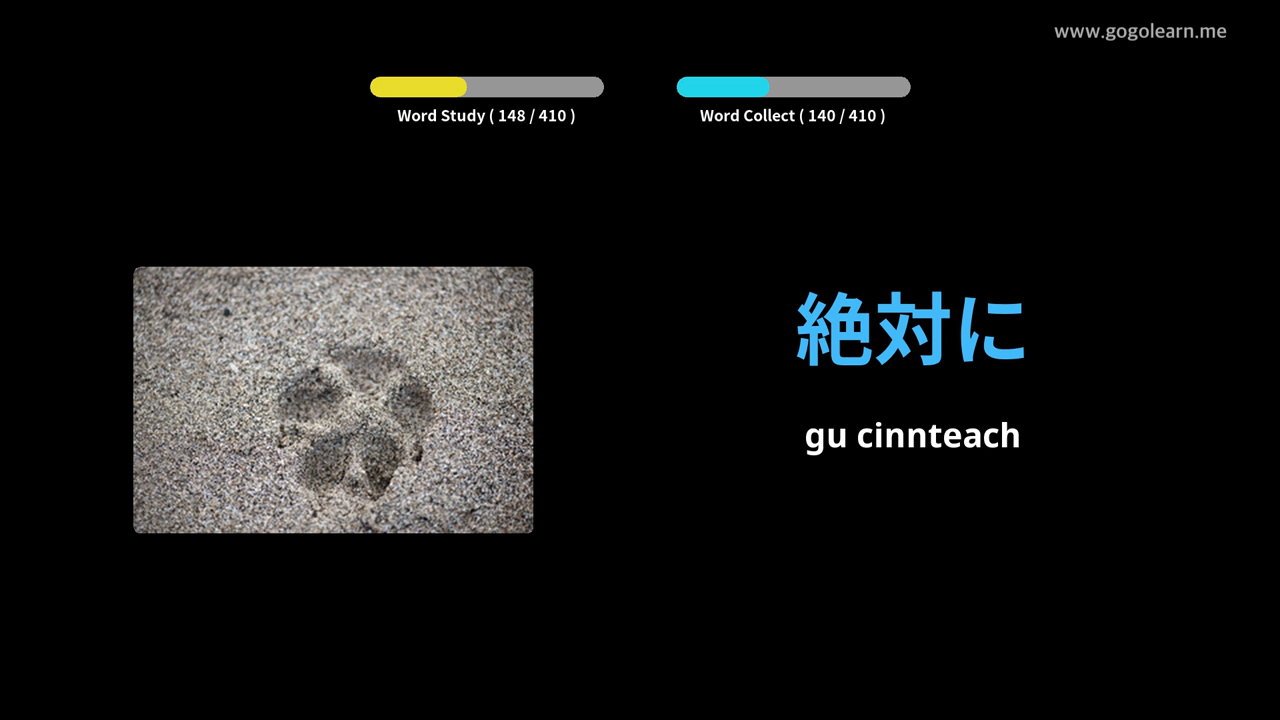 www.gogolearn.me
Word Study ( 148 / 410 )
Word Collect ( 140 / 410 )
絶対に
gu cinnteach